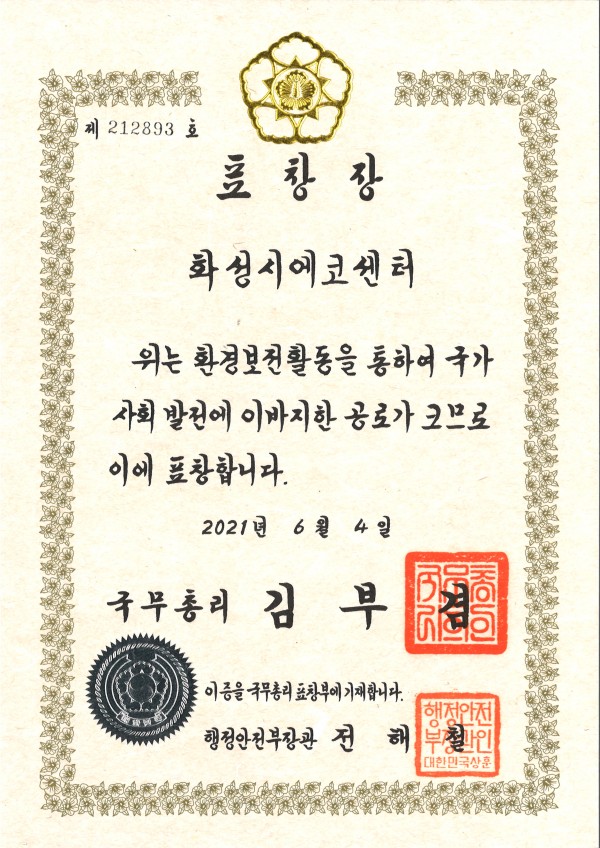 제 212893 호
표창장
화성시에코센터
위는 환경보전활동을 통하여 국가
사회 발전에 이바지한 공로가 크므로
이에 표창합니다.
2021년 6월 4일
국무총리 김부겸
이증을 국무총리 표창부에 기재합니다.
행정안전부장관 전해철
행정안전
부장관인
대한민국상훈